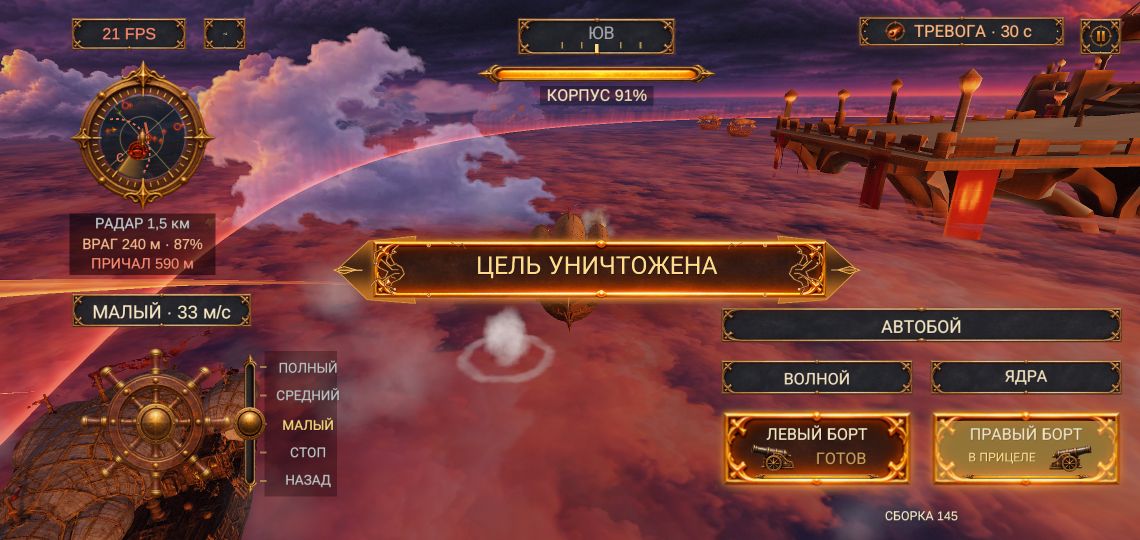 21 FPS
ЮВ
ТРЕВОГА · 30 с
КОРПУС 91%
С
РАДАР 1,5 км
ВРАГ 240 м · 87%
ПРИЧАЛ 590 м
ЦЕЛЬ УНИЧТОЖЕНА
МАЛЫЙ · 33 м/с
АВТОБОЙ
ПОЛНЫЙ
СРЕДНИЙ
МАЛЫЙ
СТОП
НАЗАД
ВОЛНОЙ
ЯДРА
ЛЕВЫЙ БОРТ
ГОТОВ
ПРАВЫЙ БОРТ
В ПРИЦЕЛЕ
СБОРКА 145